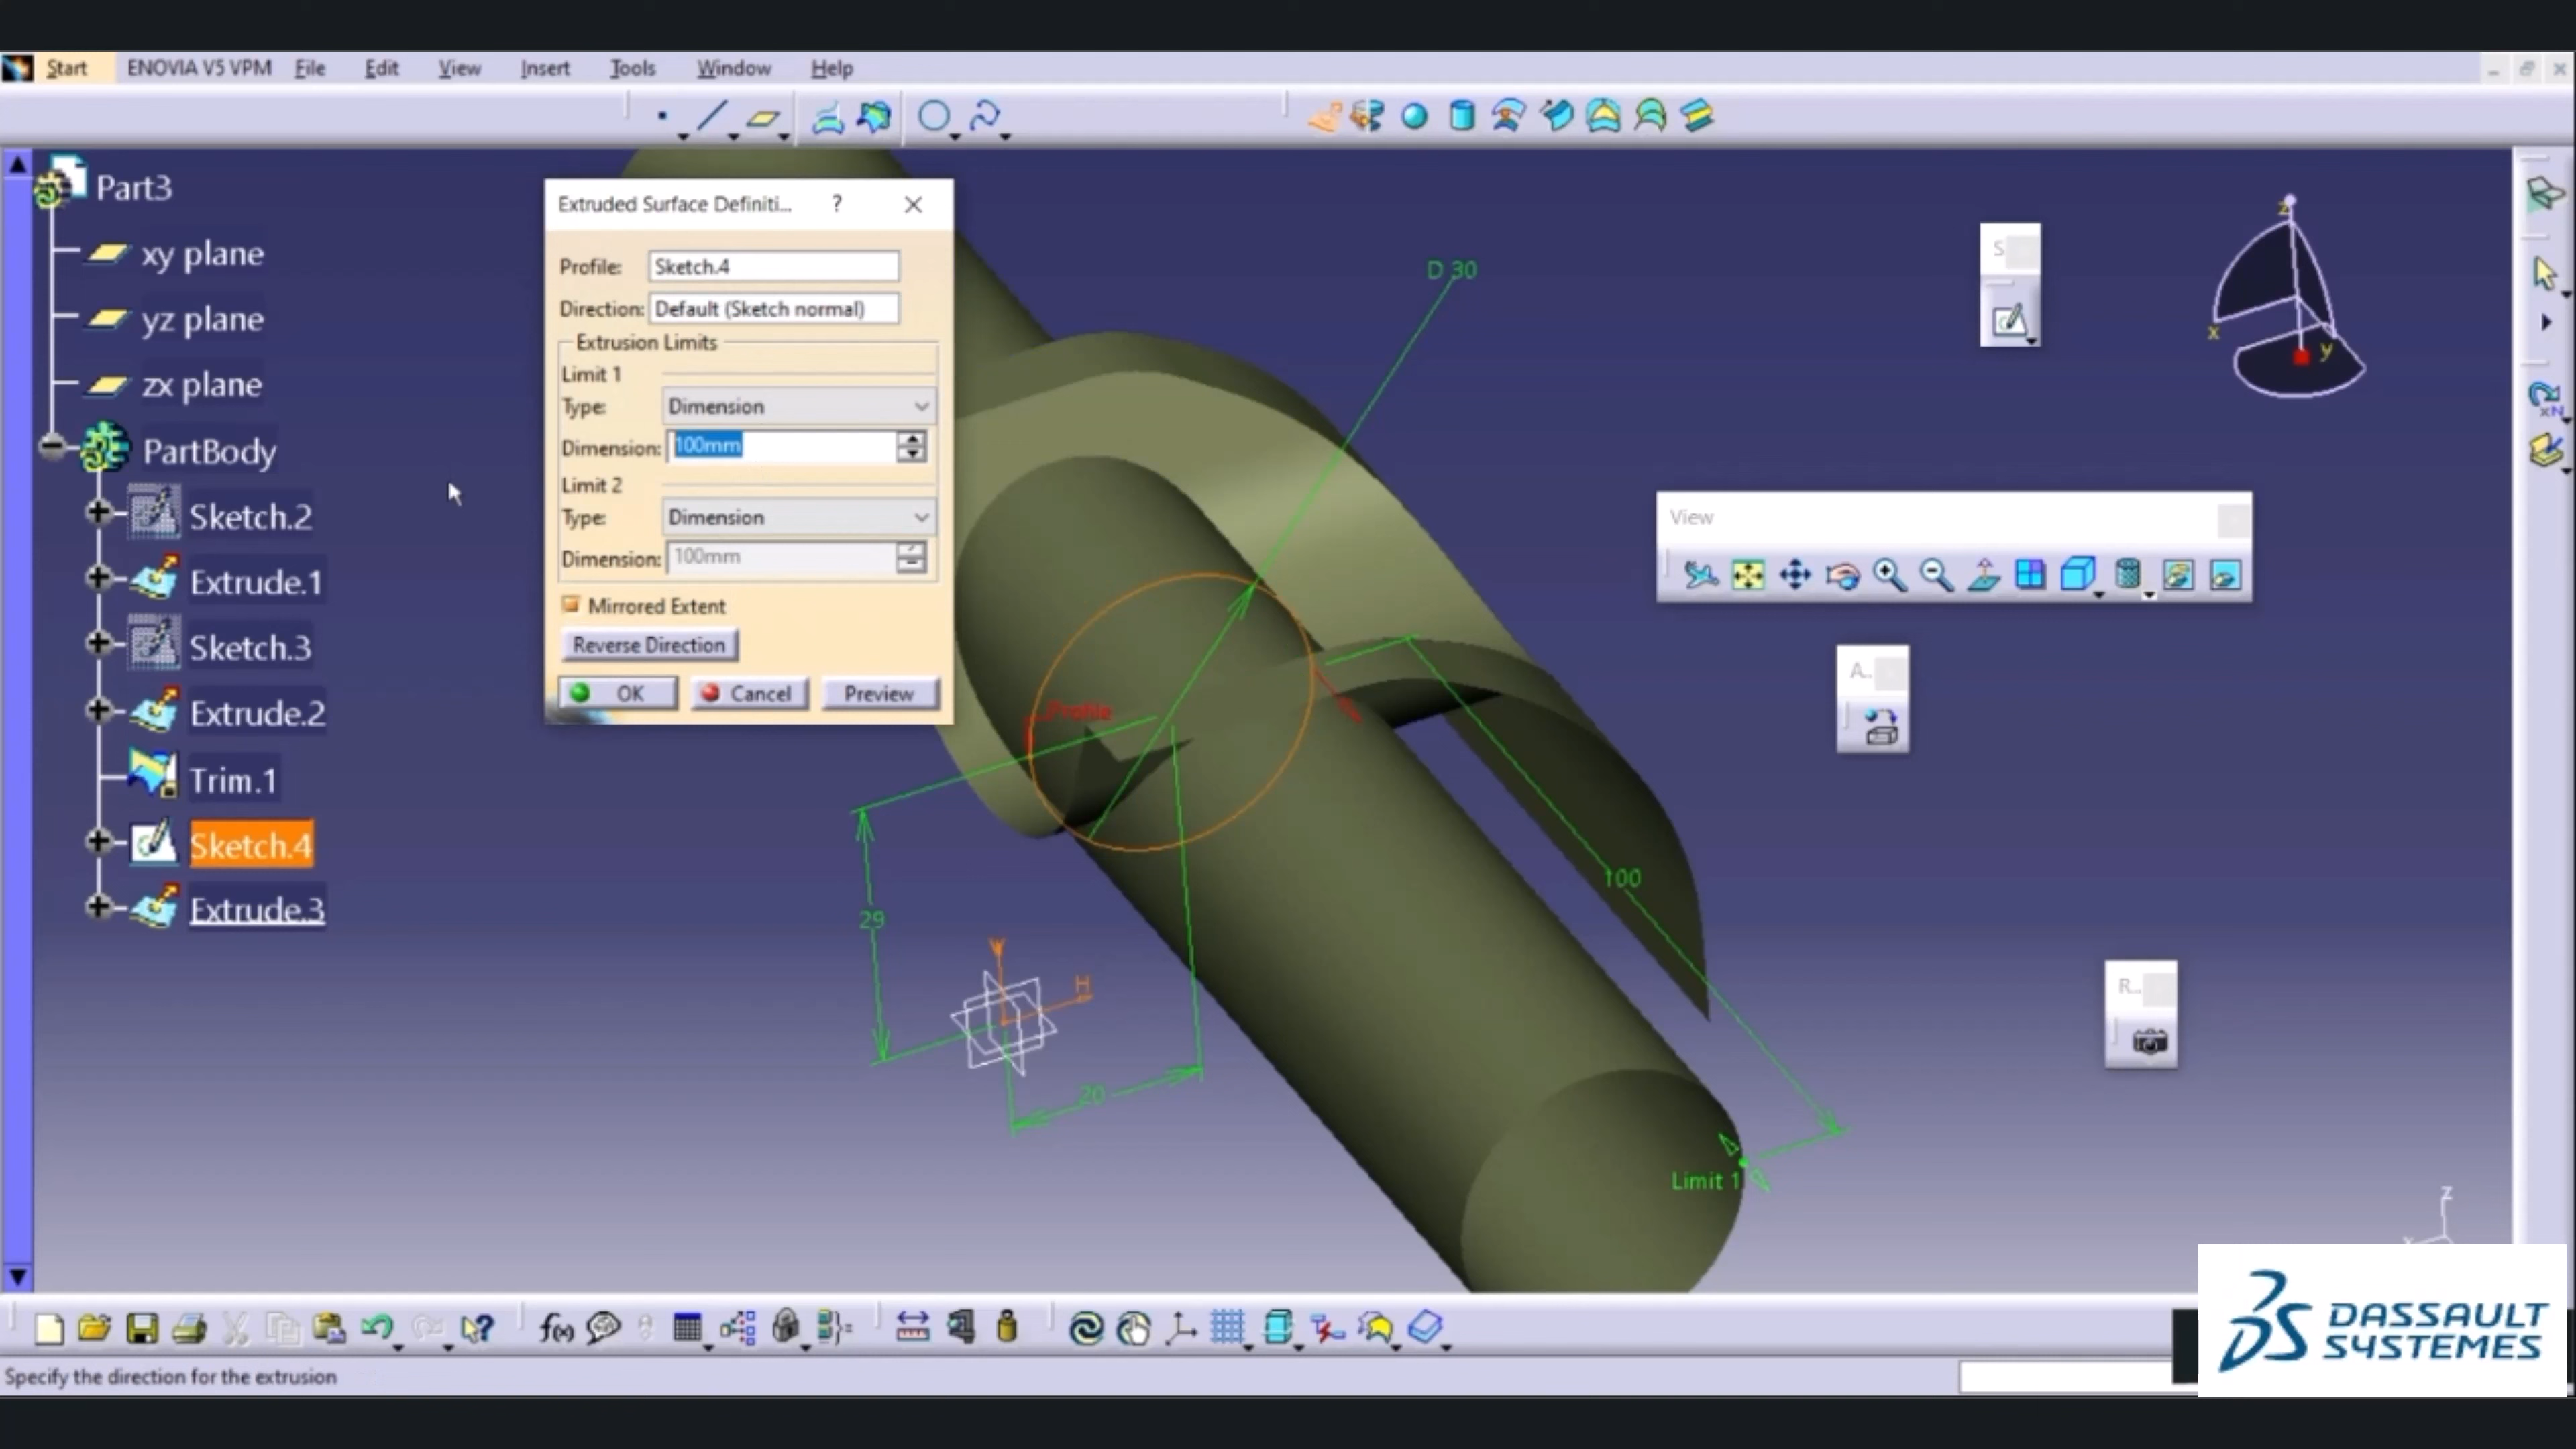 Start ENOVIA V5 VPM File Edit View Insert Tools Window Help
Part3
xy plane
yz plane
zx plane
PartBody
Sketch.2
Extrude.1
Sketch.3
Extrude.2
Trim.1
Sketch.4
Extrude.3
Extruded Surface Definiti... ?
Profile: Sketch.4
Direction: Default (Sketch normal)
Extrusion Limits
Limit 1
Type: Dimension
Dimension: 100mm
Limit 2
Type: Dimension
Dimension: 100mm
Mirrored Extent
Reverse Direction
OK Cancel Preview
D 30
Profile
100
29
20
V
H
Limit 1
z
x
y
S
View
A..
R..
z
f(x)
Specify the direction for the extrusion
DASSAULT
SYSTEMES